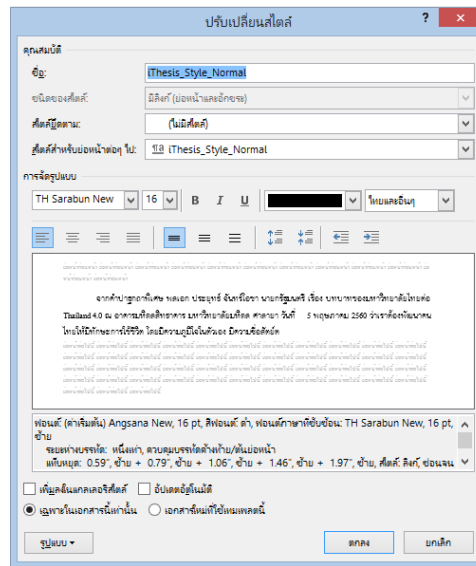 ปรับเปลี่ยนสไตล์
คุณสมบัติ
ชื่อ: iThesis_Style_Normal
ชนิดของสไตล์: มีลิงก์ (ย่อหน้าและอักขระ)
สไตล์ยึดตาม: (ไม่มีสไตล์)
สไตล์สำหรับย่อหน้าต่อๆ ไป: iThesis_Style_Normal
การจัดรูปแบบ
TH Sarabun New 16 B I U ไทยและอื่นๆ
จากคำปาฐกถาพิเศษ พลเอก ประยุทธ์ จันทร์โอชา นายกรัฐมนตรี เรื่อง บทบาทของมหาวิทยาลัยไทยต่อ
Thailand 4.0 ณ อาคารมหิดลสิทธาคาร มหาวิทยาลัยมหิดล ศาลายา วันที่ 5 พฤษภาคม 2560 ว่าเราต้องพัฒนาคน
ไทยให้มีทักษะการใช้ชีวิต โดยมีความภูมิใจในตัวเอง มีความซื่อสัตย์ต
ฟอนต์: (ค่าเริ่มต้น) Angsana New, 16 pt, สีฟอนต์: ดำ, ฟอนต์ภาษาที่ซับซ้อน: TH Sarabun New, 16 pt,
ซ้าย
ระยะห่างบรรทัด: หนึ่งเท่า, ควบคุมบรรทัดค้างท้าย/ต้นย่อหน้า
แท็บหยุด: 0.59", ซ้าย + 0.79", ซ้าย + 1.06", ซ้าย + 1.46", ซ้าย + 1.97", ซ้าย, สไตล์: ลิงก์, ซ่อนจน
เพิ่มลงในแกลเลอรีสไตล์ อัปเดตอัตโนมัติ
เฉพาะในเอกสารนี้เท่านั้น เอกสารใหม่ที่ใช้เทมเพลตนี้
รูปแบบ ตกลง ยกเลิก